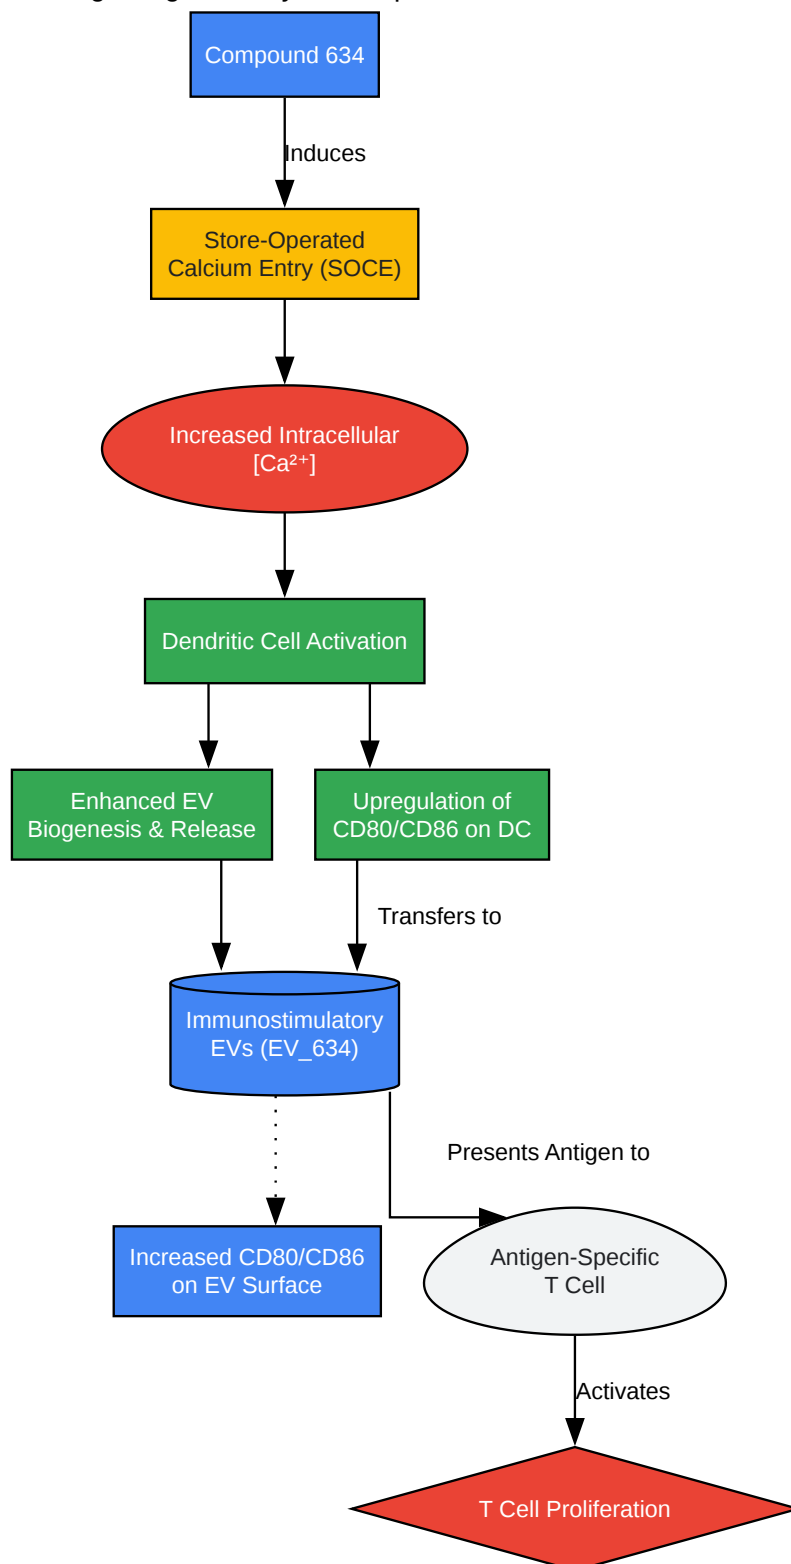 Compound 634
Induces
Store-Operated
Calcium Entry (SOCE)
Increased Intracellular
[Ca²⁺]
Dendritic Cell Activation
Enhanced EV
Biogenesis & Release
Upregulation of
CD80/CD86 on DC
Transfers to
Immunostimulatory
EVs (EV_634)
Presents Antigen to
Increased CD80/CD86
on EV Surface
Antigen-Specific
T Cell
Activates
T Cell Proliferation